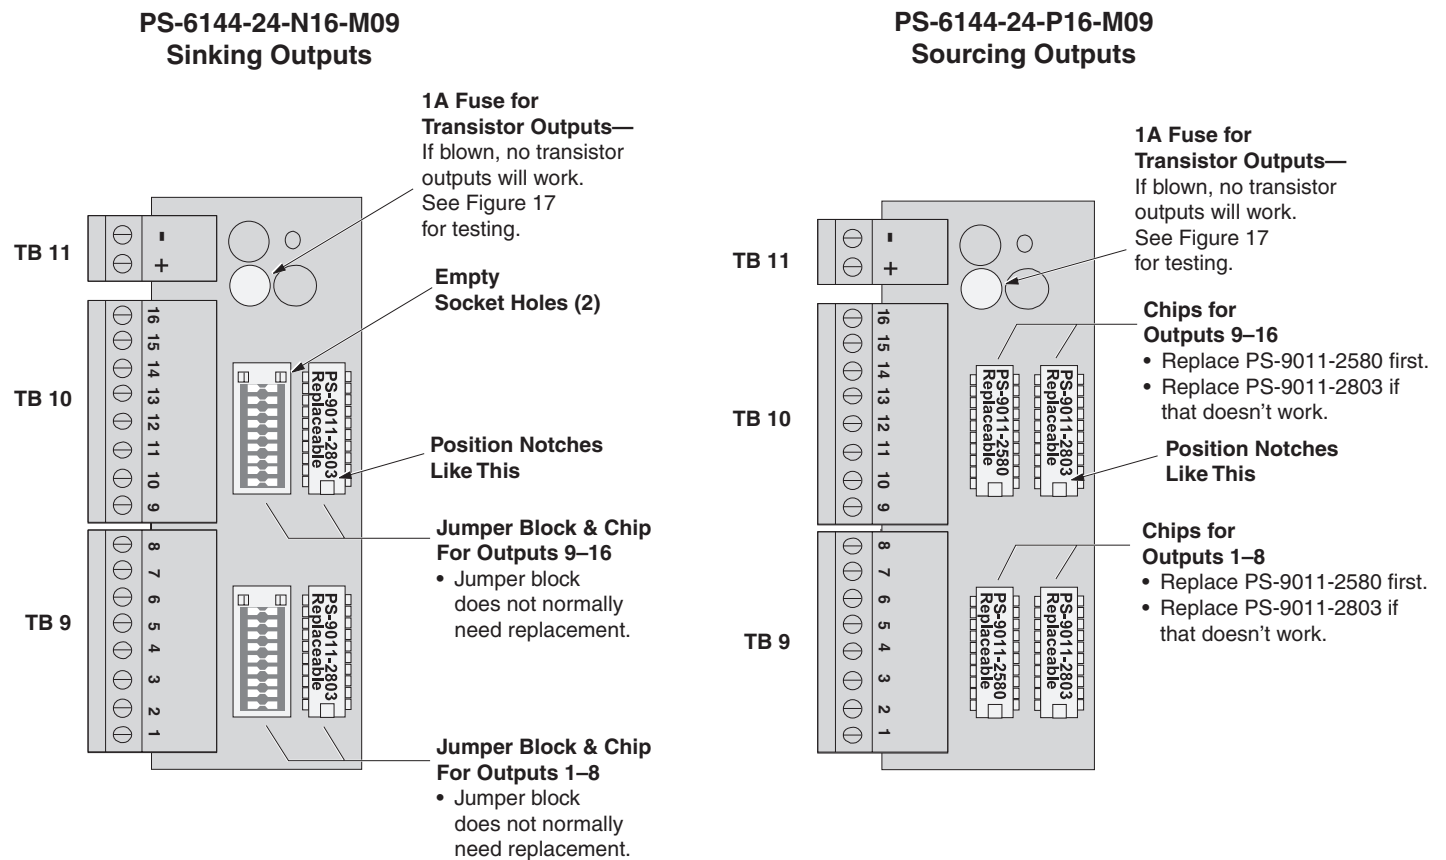 PS-6144-24-N16-M09
Sinking Outputs
1A Fuse for
Transistor Outputs—
If blown, no transistor
outputs will work.
See Figure 17
for testing.
Empty
Socket Holes (2)
TB 11
-
+
TB 10
16
15
14
13
12
11
10
9
PS-9011-2803
Replaceable
Position Notches
Like This
Jumper Block & Chip
For Outputs 9–16
• Jumper block
does not normally
need replacement.
TB 9
8
7
6
5
4
3
2
1
PS-9011-2803
Replaceable
Jumper Block & Chip
For Outputs 1–8
• Jumper block
does not normally
need replacement.
PS-6144-24-P16-M09
Sourcing Outputs
1A Fuse for
Transistor Outputs—
If blown, no transistor
outputs will work.
See Figure 17
for testing.
TB 11
-
+
Chips for
Outputs 9–16
• Replace PS-9011-2580 first.
• Replace PS-9011-2803 if
that doesn't work.
TB 10
16
15
14
13
12
11
10
9
PS-9011-2580
Replaceable
PS-9011-2803
Replaceable
Position Notches
Like This
Chips for
Outputs 1–8
• Replace PS-9011-2580 first.
• Replace PS-9011-2803 if
that doesn't work.
TB 9
8
7
6
5
4
3
2
1
PS-9011-2580
Replaceable
PS-9011-2803
Replaceable